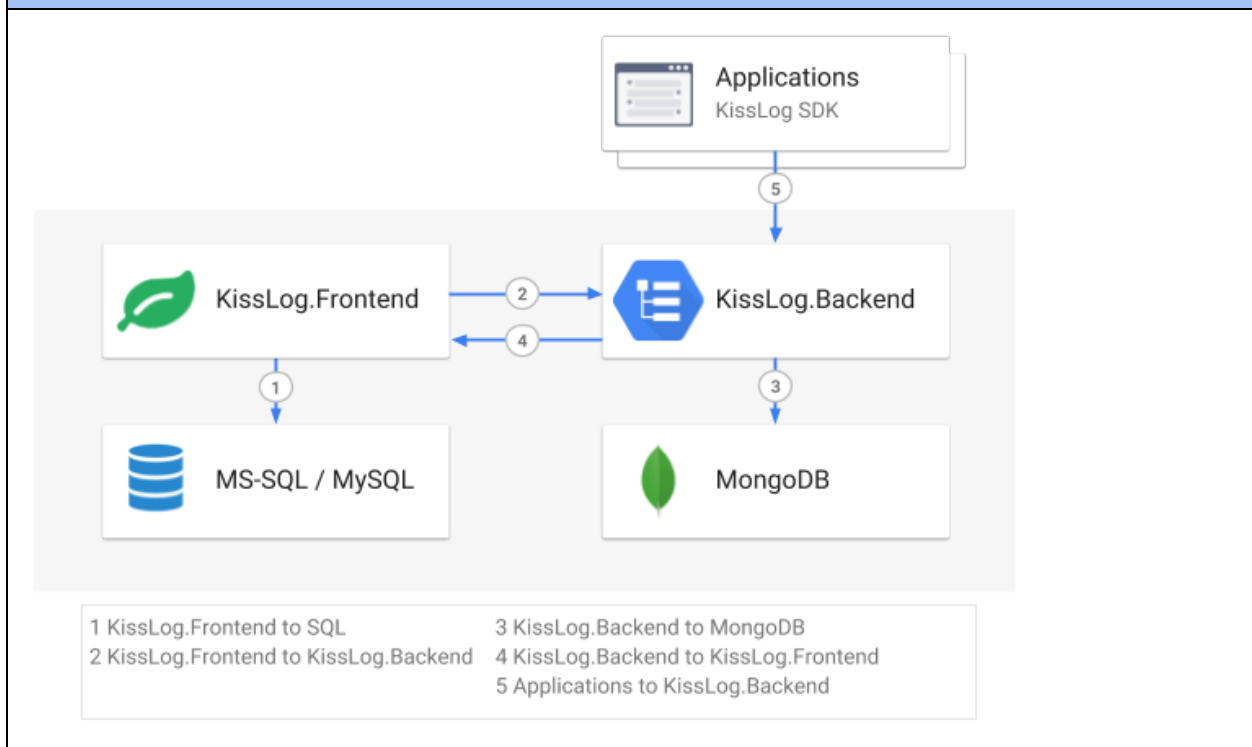 Applications
KissLog SDK
5
KissLog.Frontend
2
KissLog.Backend
4
1
3
MS-SQL / MySQL
MongoDB
1 KissLog.Frontend to SQL
2 KissLog.Frontend to KissLog.Backend
3 KissLog.Backend to MongoDB
4 KissLog.Backend to KissLog.Frontend
5 Applications to KissLog.Backend